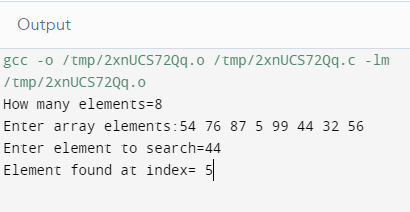 Output
gcc -o /tmp/2xnUCS72Qq.o /tmp/2xnUCS72Qq.c -lm
/tmp/2xnUCS72Qq.o
How many elements=8
Enter array elements:54 76 87 5 99 44 32 56
Enter element to search=44
Element found at index= 5